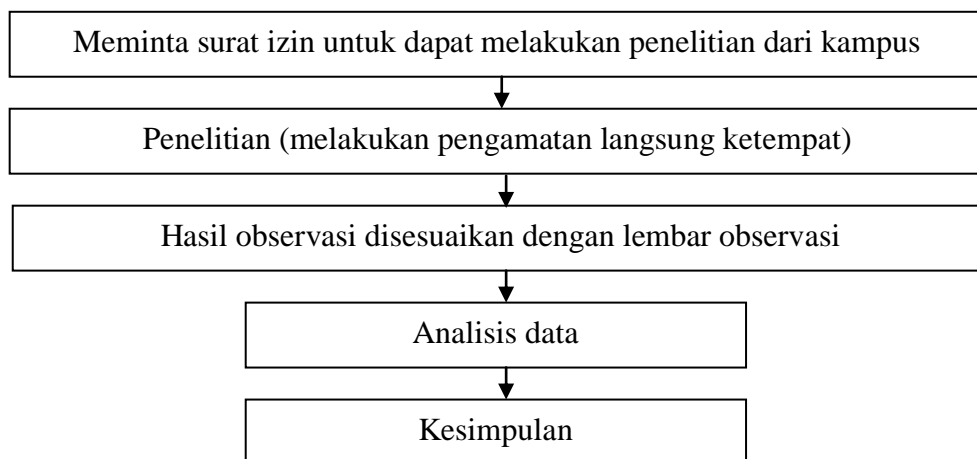 Meminta surat izin untuk dapat melakukan penelitian dari kampus
Penelitian (melakukan pengamatan langsung ketempat)
Hasil observasi disesuaikan dengan lembar observasi
Analisis data
Kesimpulan